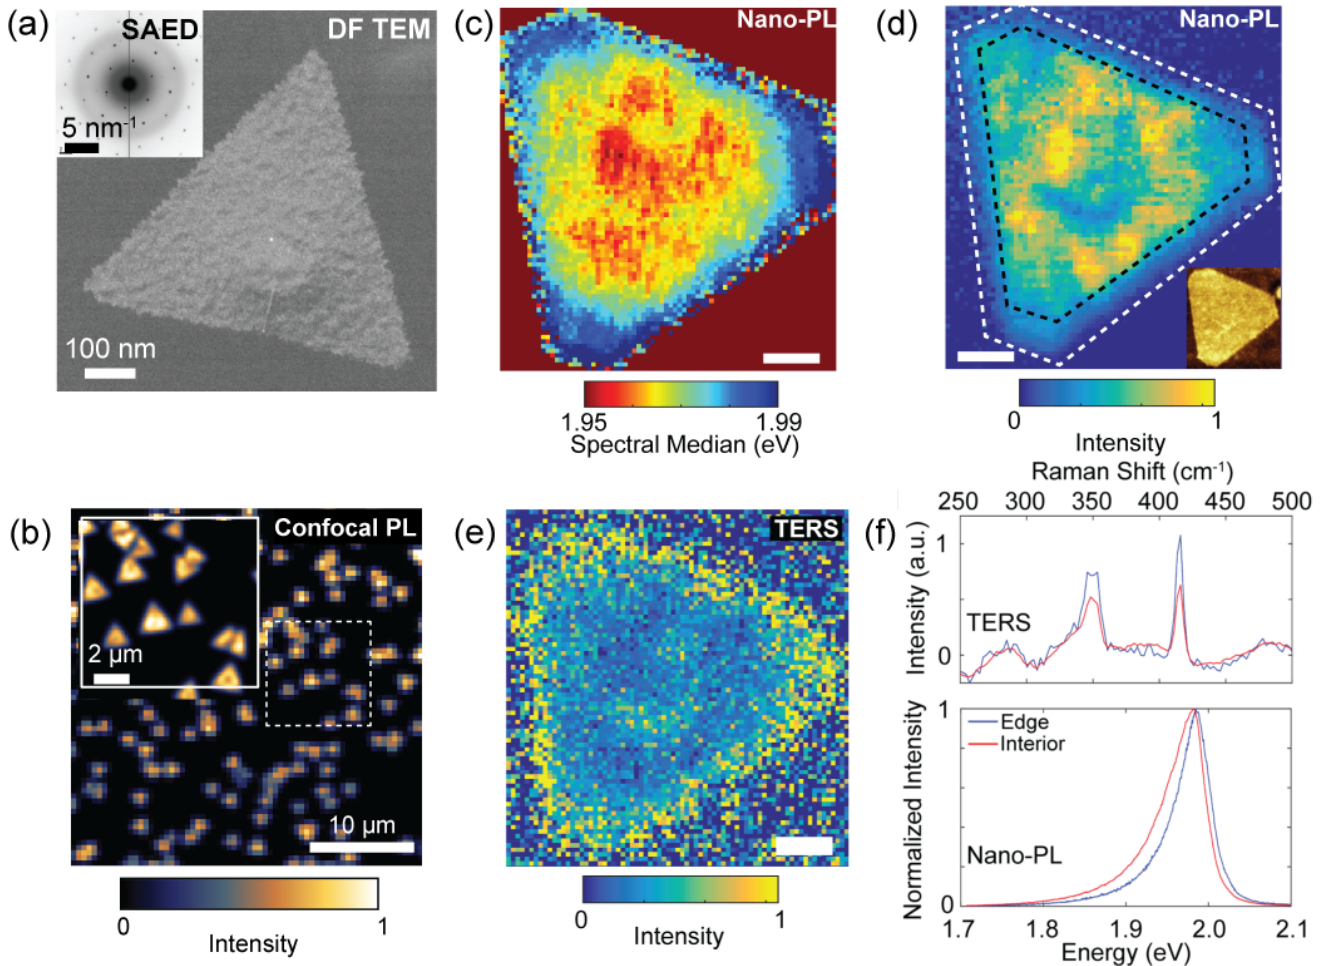 (a)
SAED
DF TEM
5 nm⁻¹
100 nm
(c)
Nano-PL
1.95
1.99
Spectral Median (eV)
(d)
Nano-PL
0
1
Intensity
(b)
Confocal PL
2 µm
10 µm
0
1
Intensity
(e)
TERS
0
1
Intensity
(f)
Raman Shift (cm⁻¹)
250
300
350
400
450
500
Intensity (a.u.)
1
0
TERS
Normalized Intensity
1
0
Edge
Interior
Nano-PL
1.7
1.8
1.9
2.0
2.1
Energy (eV)